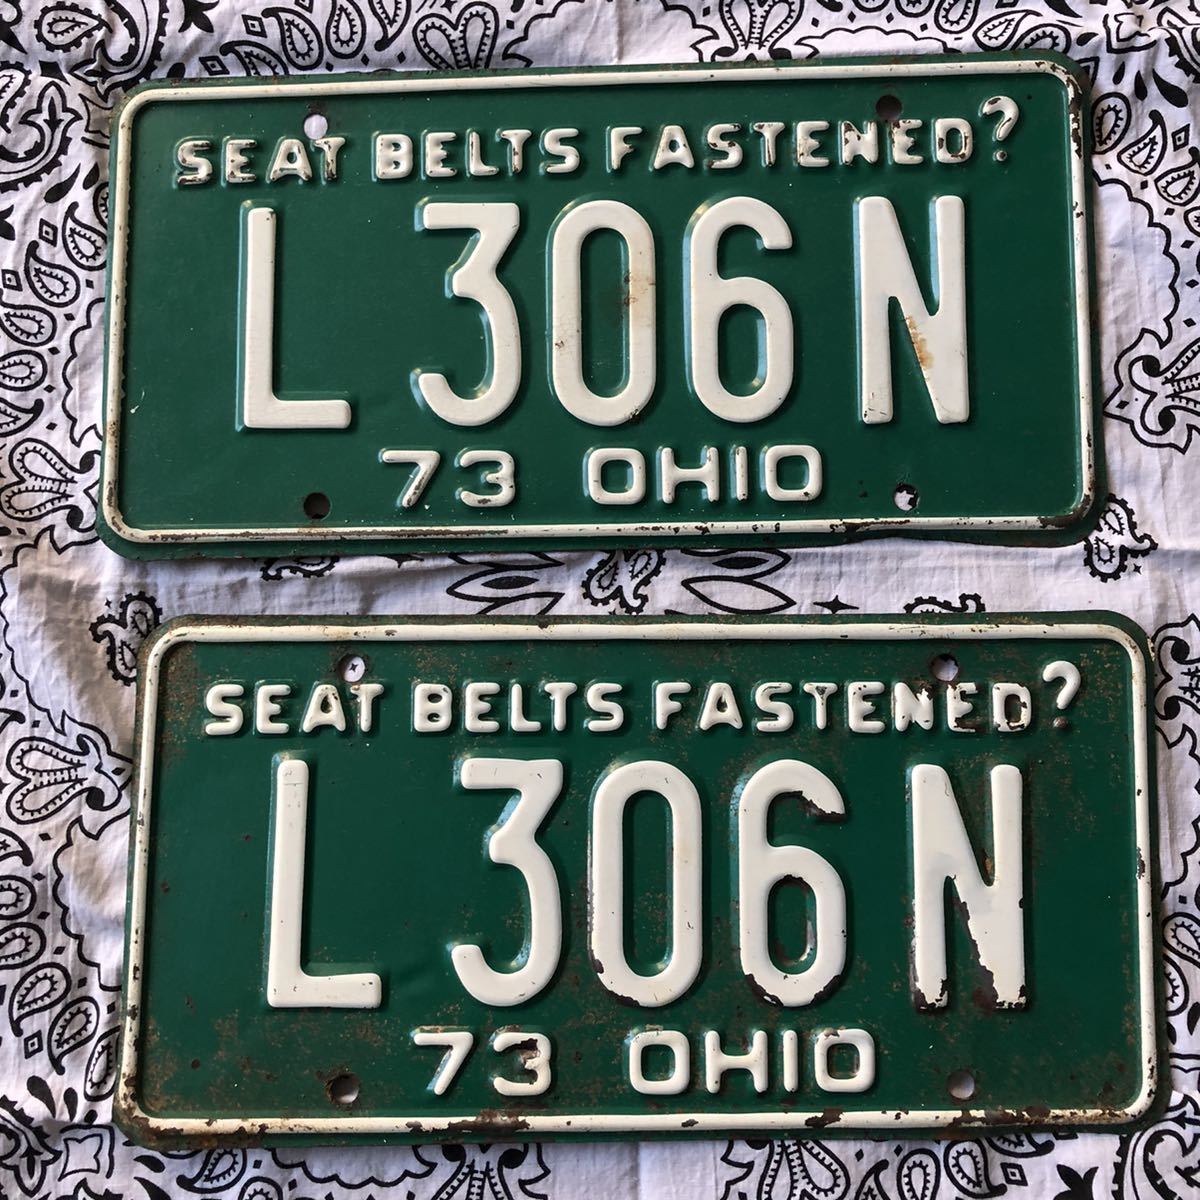 SEAT BELTS FASTENED?
L 306 N
73 OHIO
SEAT BELTS FASTENED?
L 306 N
73 OHIO